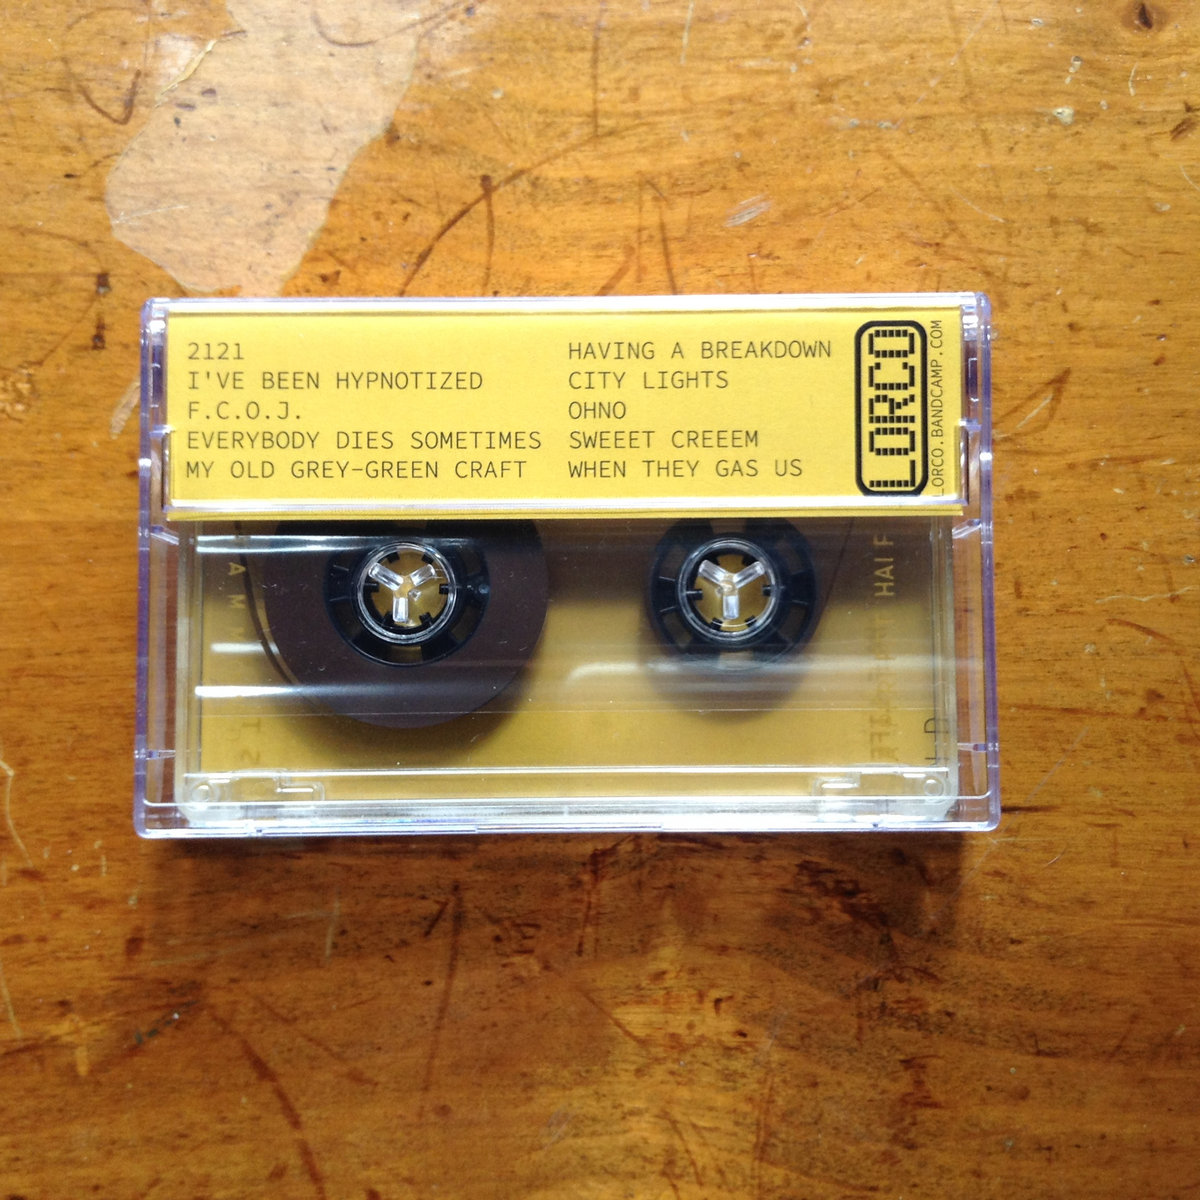 2121
I'VE BEEN HYPNOTIZED
F.C.O.J.
EVERYBODY DIES SOMETIMES
MY OLD GREY-GREEN CRAFT
HAVING A BREAKDOWN
CITY LIGHTS
OHNO
SWEEET CREEEM
WHEN THEY GAS US
LORCO
LORCO.BANDCAMP.COM